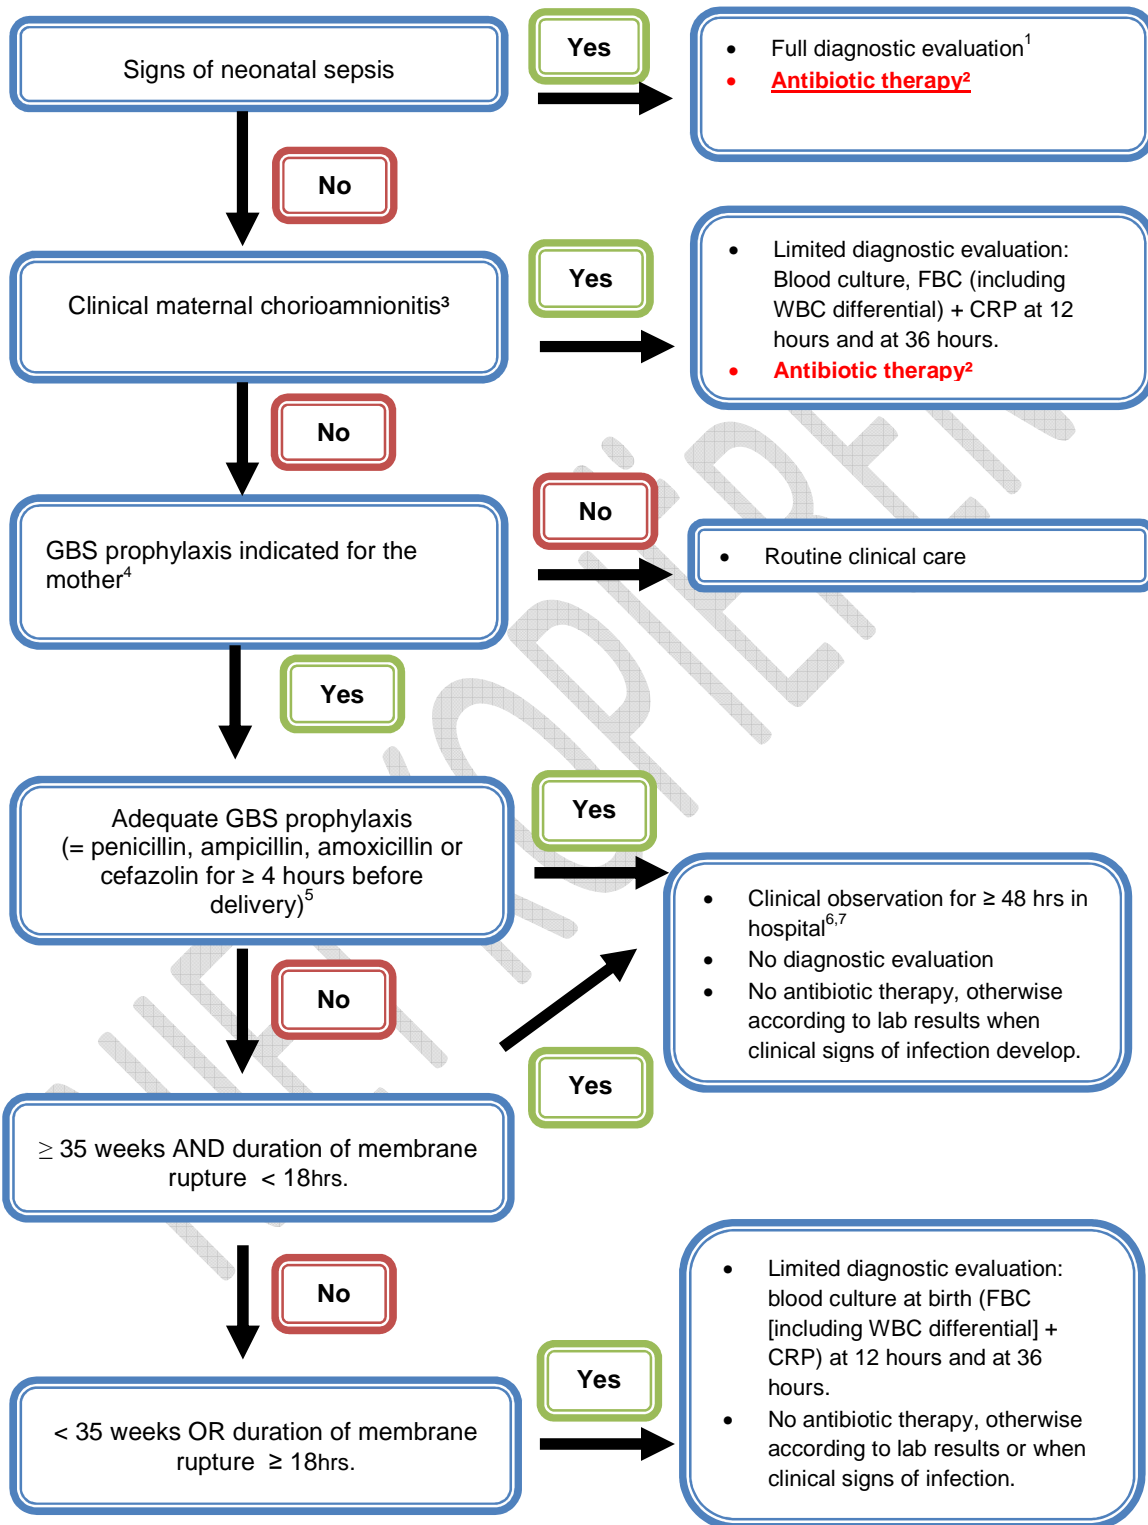 Signs of neonatal sepsis
Yes
• Full diagnostic evaluation¹
• Antibiotic therapy²
No
Clinical maternal chorioamnionitis³
Yes
• Limited diagnostic evaluation:
Blood culture, FBC (including
WBC differential) + CRP at 12
hours and at 36 hours.
• Antibiotic therapy²
No
GBS prophylaxis indicated for the
mother⁴
No
• Routine clinical care
Yes
Adequate GBS prophylaxis
(= penicillin, ampicillin, amoxicillin or
cefazolin for ≥ 4 hours before
delivery)⁵
Yes
• Clinical observation for ≥ 48 hrs in
hospital⁶,⁷
• No diagnostic evaluation
• No antibiotic therapy, otherwise
according to lab results when
clinical signs of infection develop.
No
Yes
≥ 35 weeks AND duration of membrane
rupture < 18hrs.
No
< 35 weeks OR duration of membrane
rupture ≥ 18hrs.
Yes
• Limited diagnostic evaluation:
blood culture at birth (FBC
[including WBC differential] +
CRP) at 12 hours and at 36
hours.
• No antibiotic therapy, otherwise
according to lab results or when
clinical signs of infection.
NIET KOPIËREN